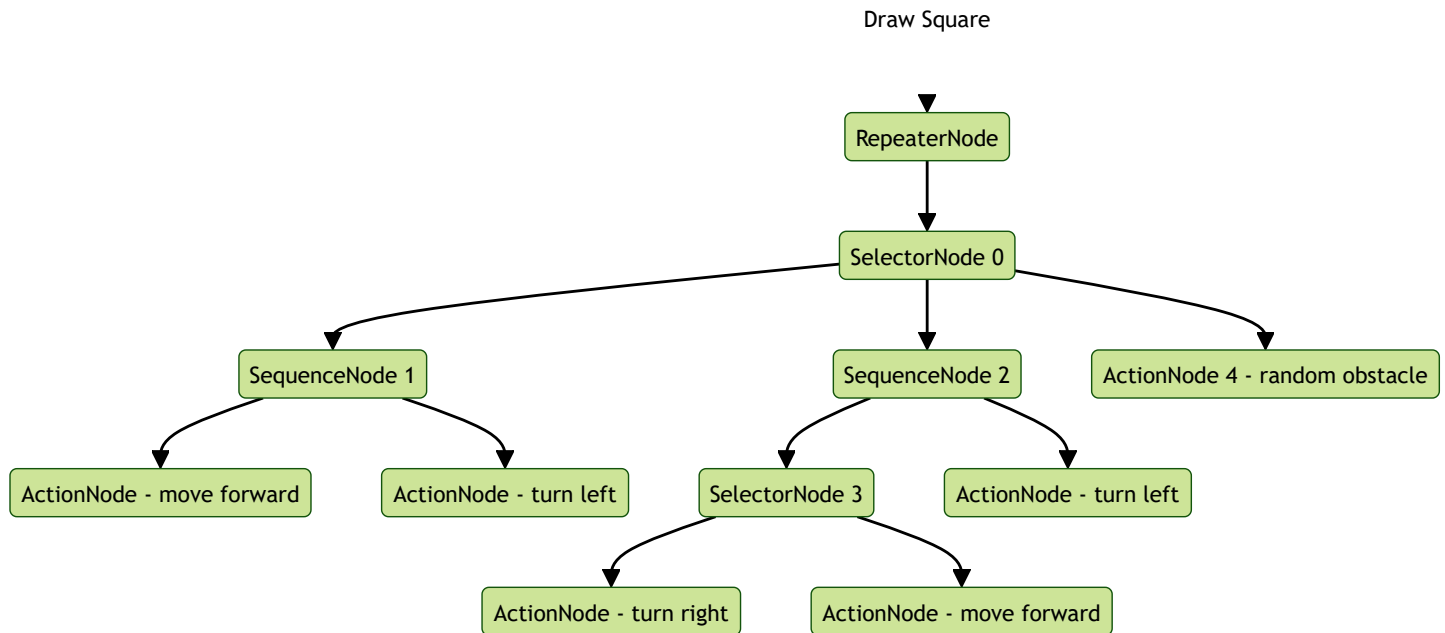 Draw Square
RepeaterNode
SelectorNode 0
SequenceNode 1
SequenceNode 2
ActionNode 4 - random obstacle
ActionNode - move forward
ActionNode - turn left
SelectorNode 3
ActionNode - turn left
ActionNode - turn right
ActionNode - move forward